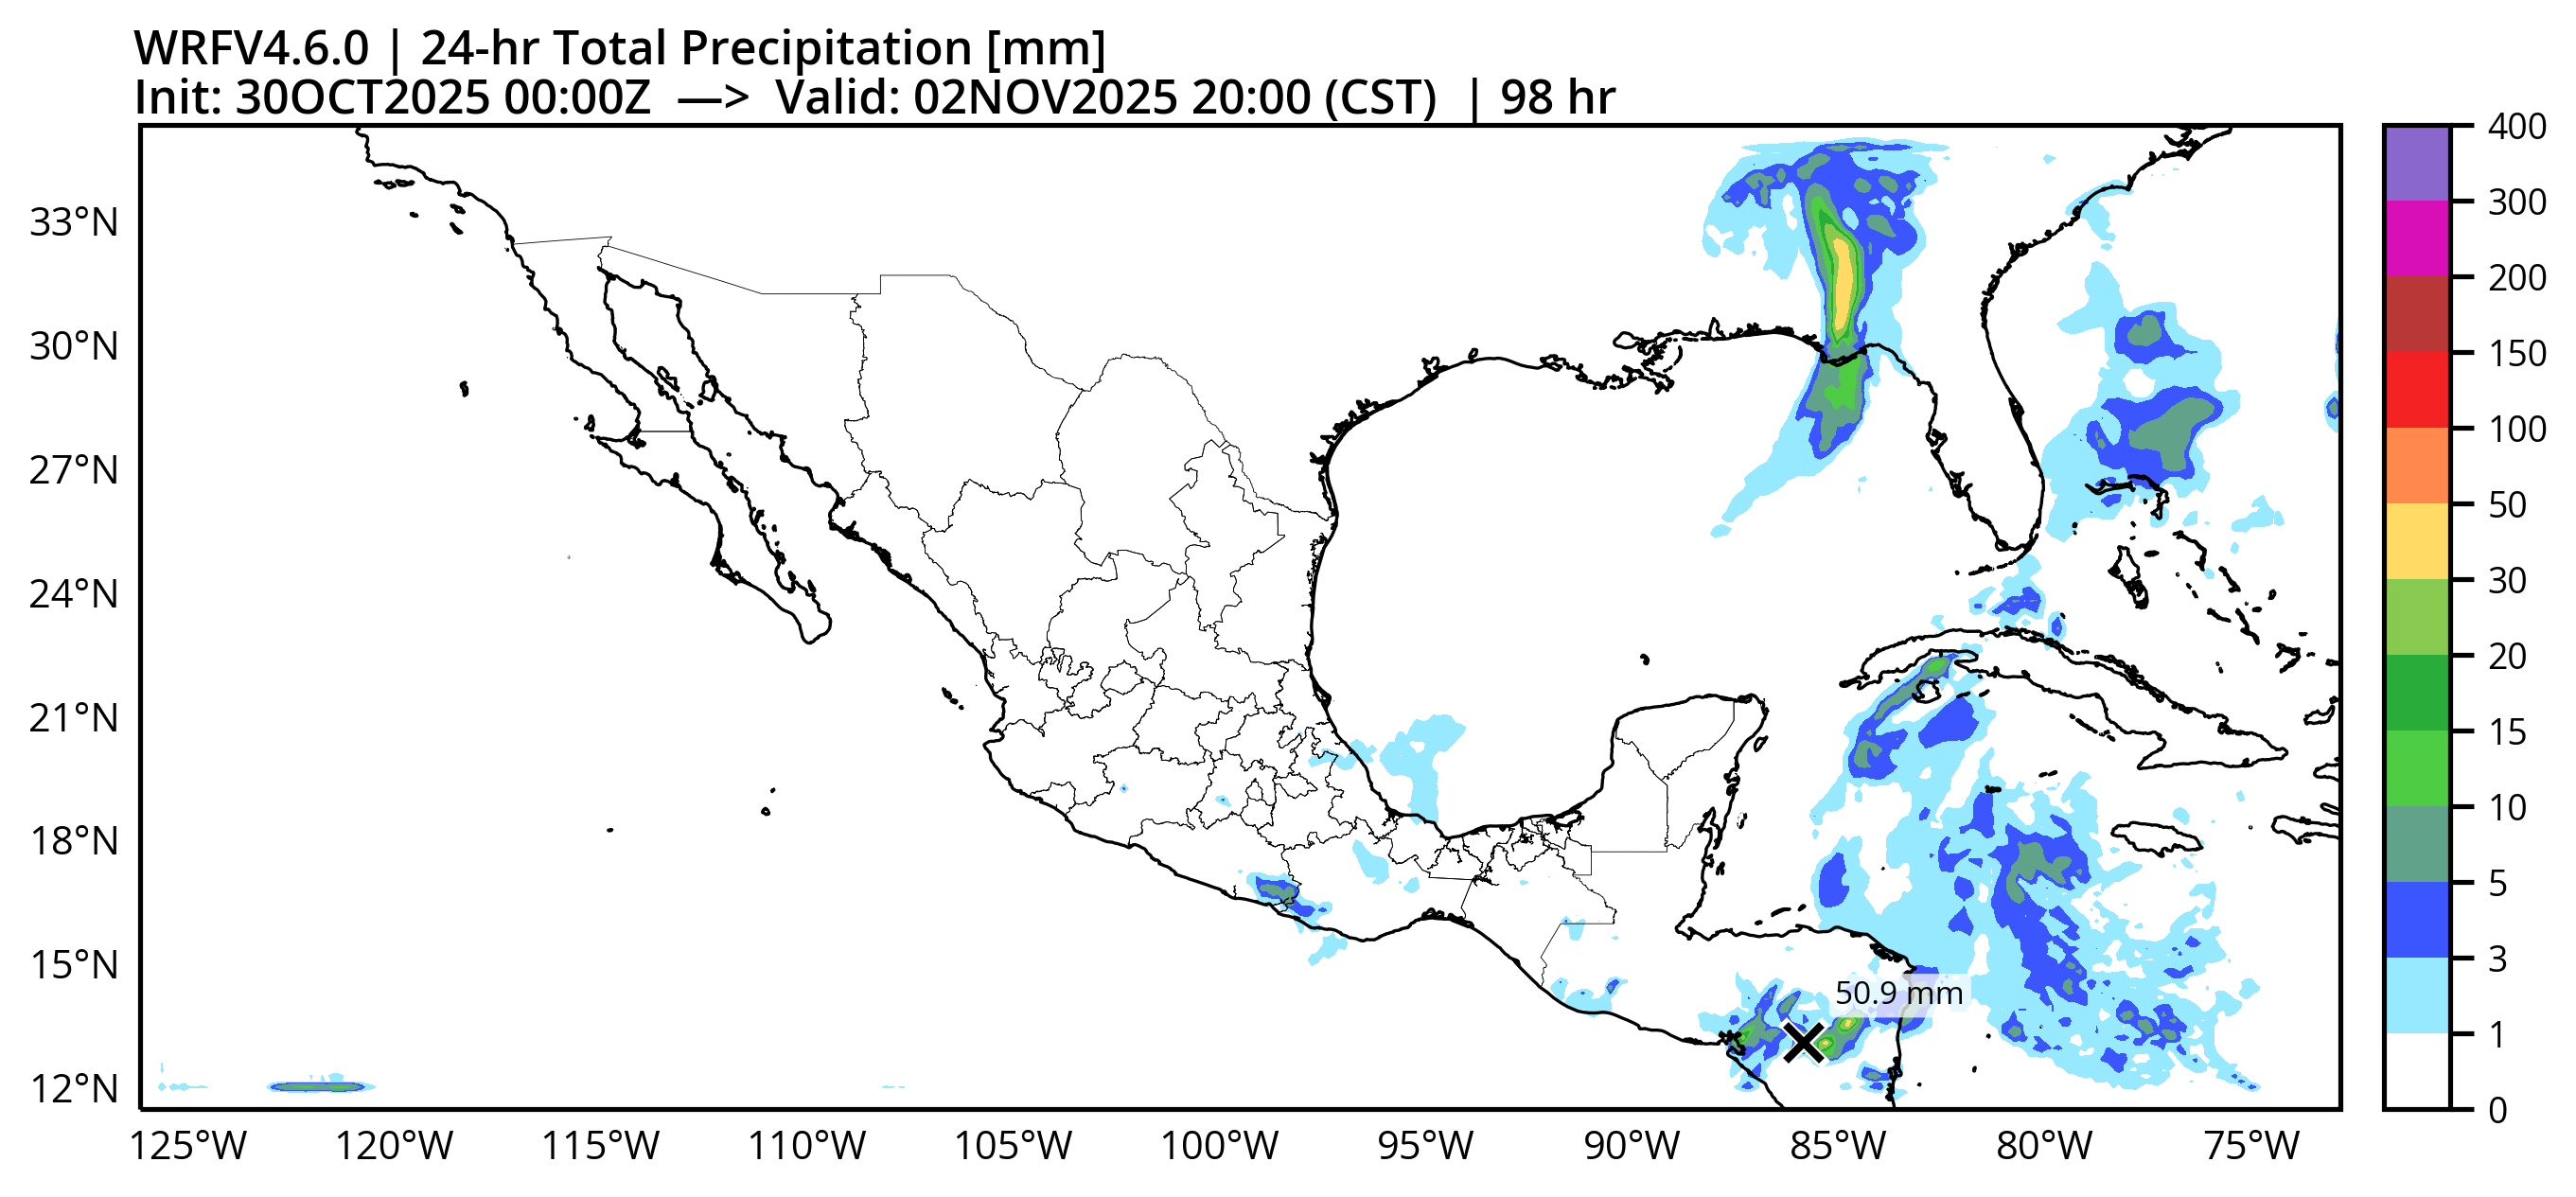 WRFV4.6.0 | 24-hr Total Precipitation [mm]
Init: 30OCT2025 00:00Z —> Valid: 02NOV2025 20:00 (CST) | 98 hr
33°N
30°N
27°N
24°N
21°N
18°N
15°N
12°N
50.9 mm
125°W 120°W 115°W 110°W 105°W 100°W 95°W 90°W 85°W 80°W 75°W
400
300
200
150
100
50
30
20
15
10
5
3
1
0